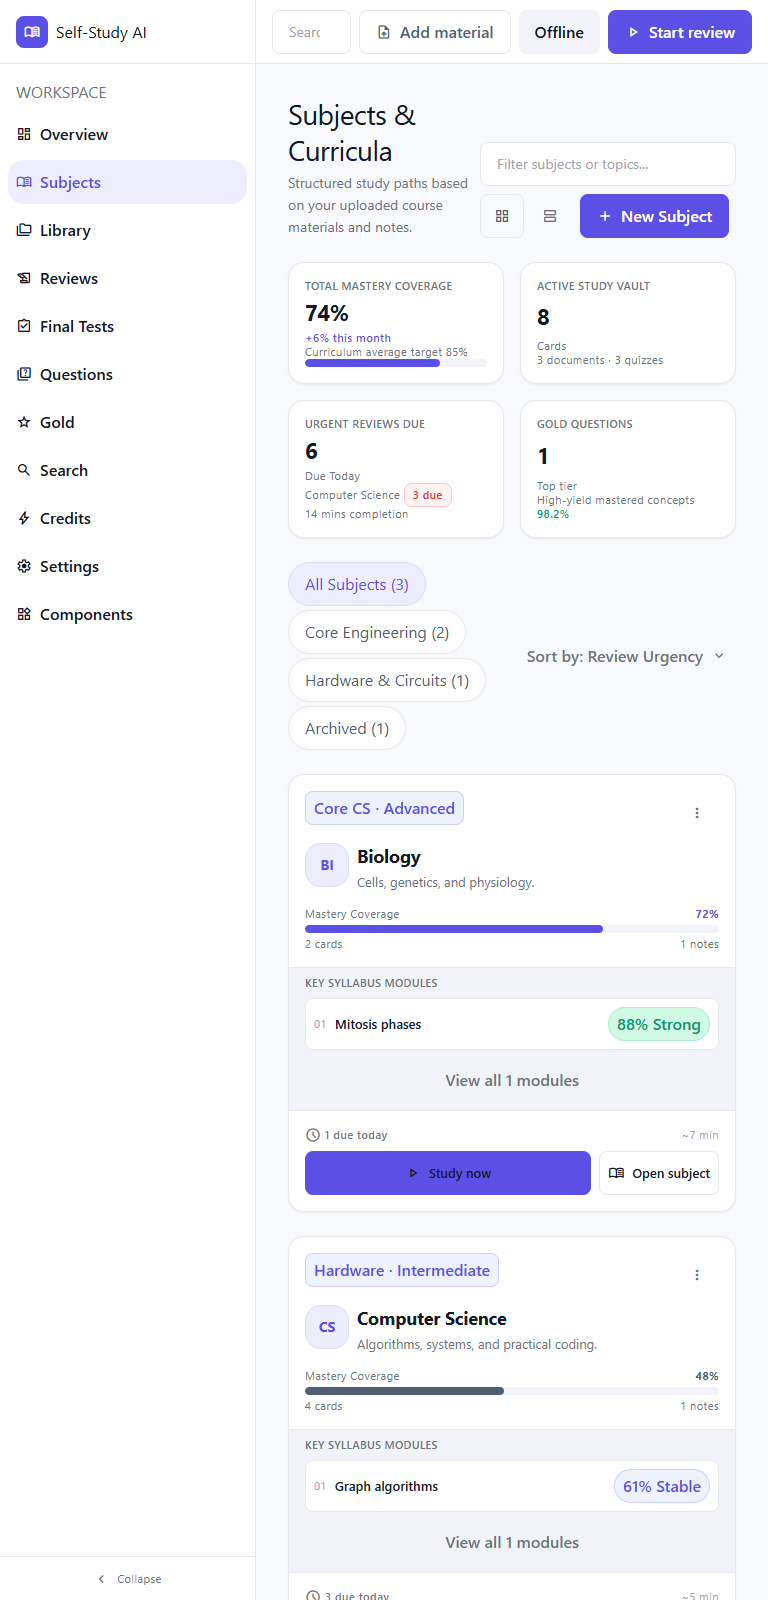 Self-Study AI
Searc
Add material
Offline
Start review
WORKSPACE
Overview
Subjects
Library
Reviews
Final Tests
Questions
Gold
Search
Credits
Settings
Components
Collapse
Subjects &
Curricula
Structured study paths based
on your uploaded course
materials and notes.
Filter subjects or topics...
New Subject
TOTAL MASTERY COVERAGE
74%
+6% this month
Curriculum average target 85%
ACTIVE STUDY VAULT
8
Cards
3 documents · 3 quizzes
URGENT REVIEWS DUE
6
Due Today
Computer Science 3 due
14 mins completion
GOLD QUESTIONS
1
Top tier
High-yield mastered concepts
98.2%
All Subjects (3)
Core Engineering (2)
Hardware & Circuits (1)
Archived (1)
Sort by: Review Urgency
Core CS · Advanced
BI
Biology
Cells, genetics, and physiology.
Mastery Coverage 72%
2 cards 1 notes
KEY SYLLABUS MODULES
01 Mitosis phases 88% Strong
View all 1 modules
1 due today ~7 min
Study now
Open subject
Hardware · Intermediate
CS
Computer Science
Algorithms, systems, and practical coding.
Mastery Coverage 48%
4 cards 1 notes
KEY SYLLABUS MODULES
01 Graph algorithms 61% Stable
View all 1 modules
3 due today ~5 min